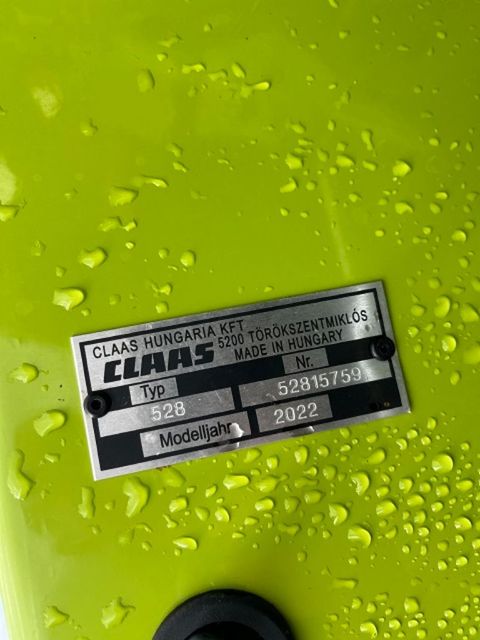 CLAAS HUNGARIA KFT
5200 TÖRÖKSZENTMIKLÓS
CLAAS MADE IN HUNGARY
Typ Nr.
528 52815759
Modelljahr 2022